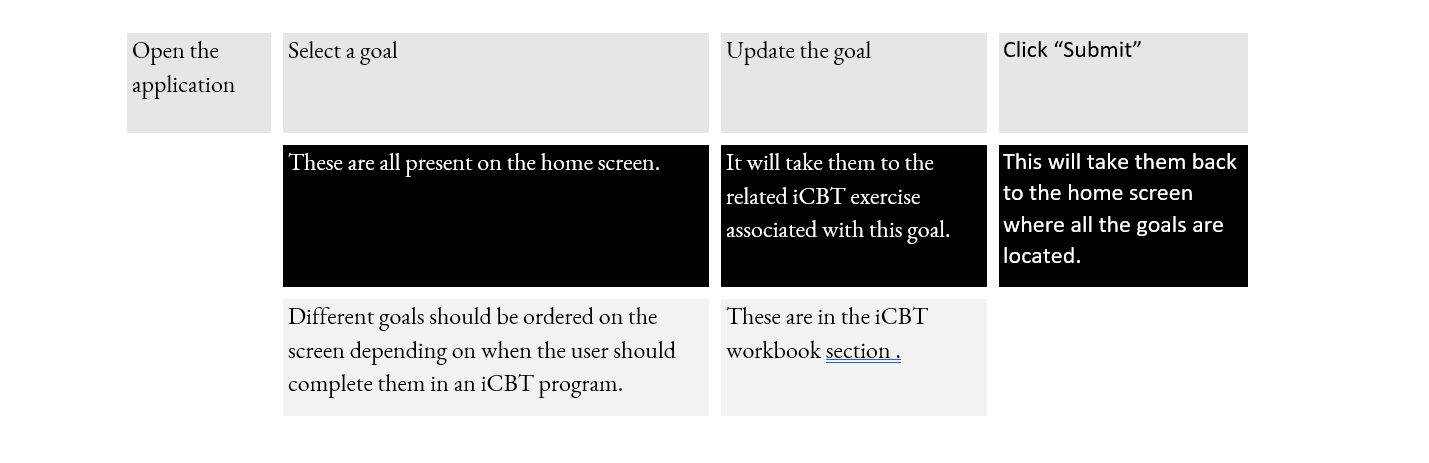 Open the
application
Select a goal
Update the goal
Click “Submit”
These are all present on the home screen.
It will take them to the
related iCBT exercise
associated with this goal.
This will take them back
to the home screen
where all the goals are
located.
Different goals should be ordered on the
screen depending on when the user should
complete them in an iCBT program.
These are in the iCBT
workbook section .